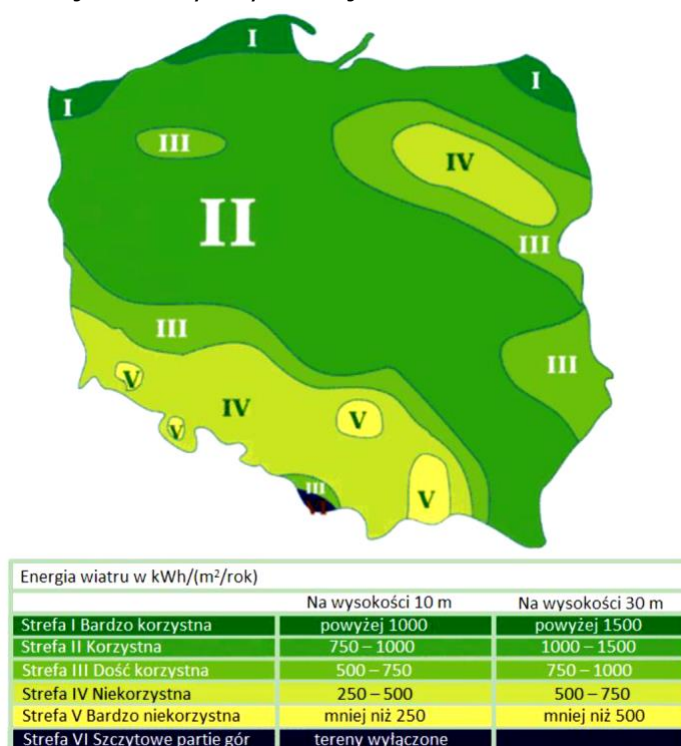 I
I
I
III
IV
II
III
III
III
V
IV
V
V
V
III
Energia wiatru w kWh/(m²/rok)
Na wysokości 10 m Na wysokości 30 m
Strefa I Bardzo korzystna powyżej 1000 powyżej 1500
Strefa II Korzystna 750 – 1000 1000 – 1500
Strefa III Dość korzystna 500 – 750 750 – 1000
Strefa IV Niekorzystna 250 – 500 500 – 750
Strefa V Bardzo niekorzystna mniej niż 250 mniej niż 500
Strefa VI Szczytowe partie gór tereny wyłączone